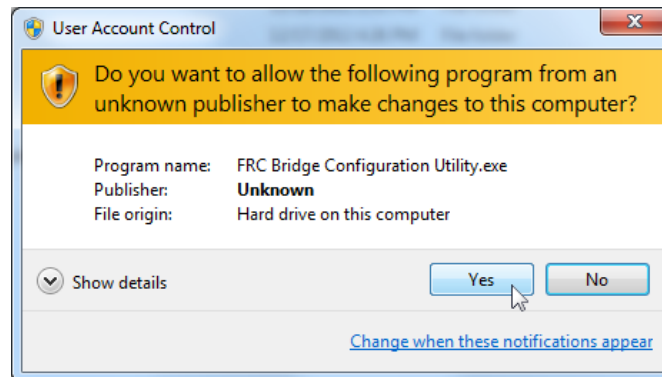 User Account Control
Do you want to allow the following program from an
unknown publisher to make changes to this computer?
Program name: FRC Bridge Configuration Utility.exe
Publisher: Unknown
File origin: Hard drive on this computer
Show details
Yes
No
Change when these notifications appear